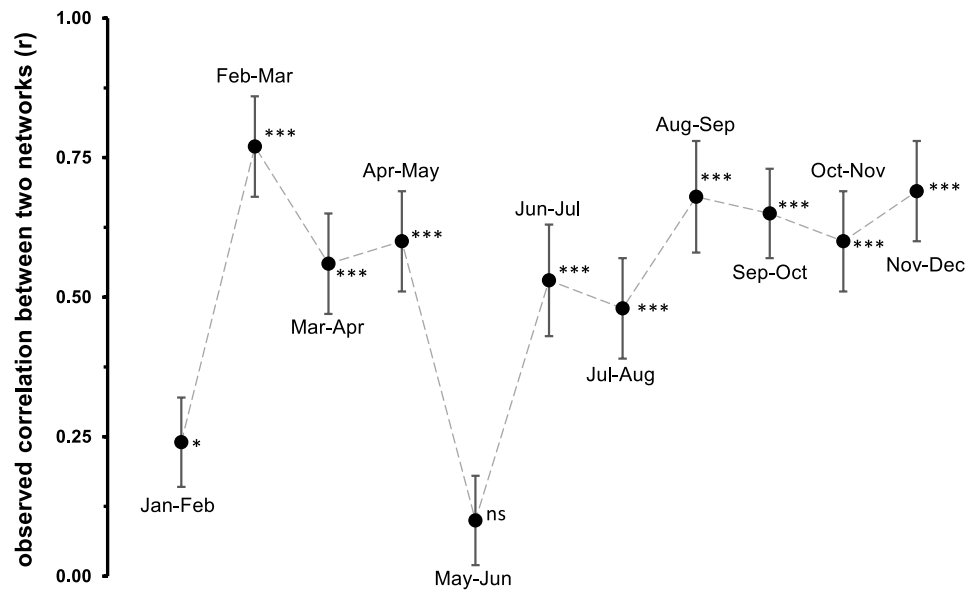 observed correlation between two networks (r)
1.00
0.75
0.50
0.25
0.00
Jan-Feb
*
Feb-Mar
***
Mar-Apr
***
Apr-May
***
May-Jun
ns
Jun-Jul
***
Jul-Aug
***
Aug-Sep
***
Sep-Oct
***
Oct-Nov
***
Nov-Dec
***